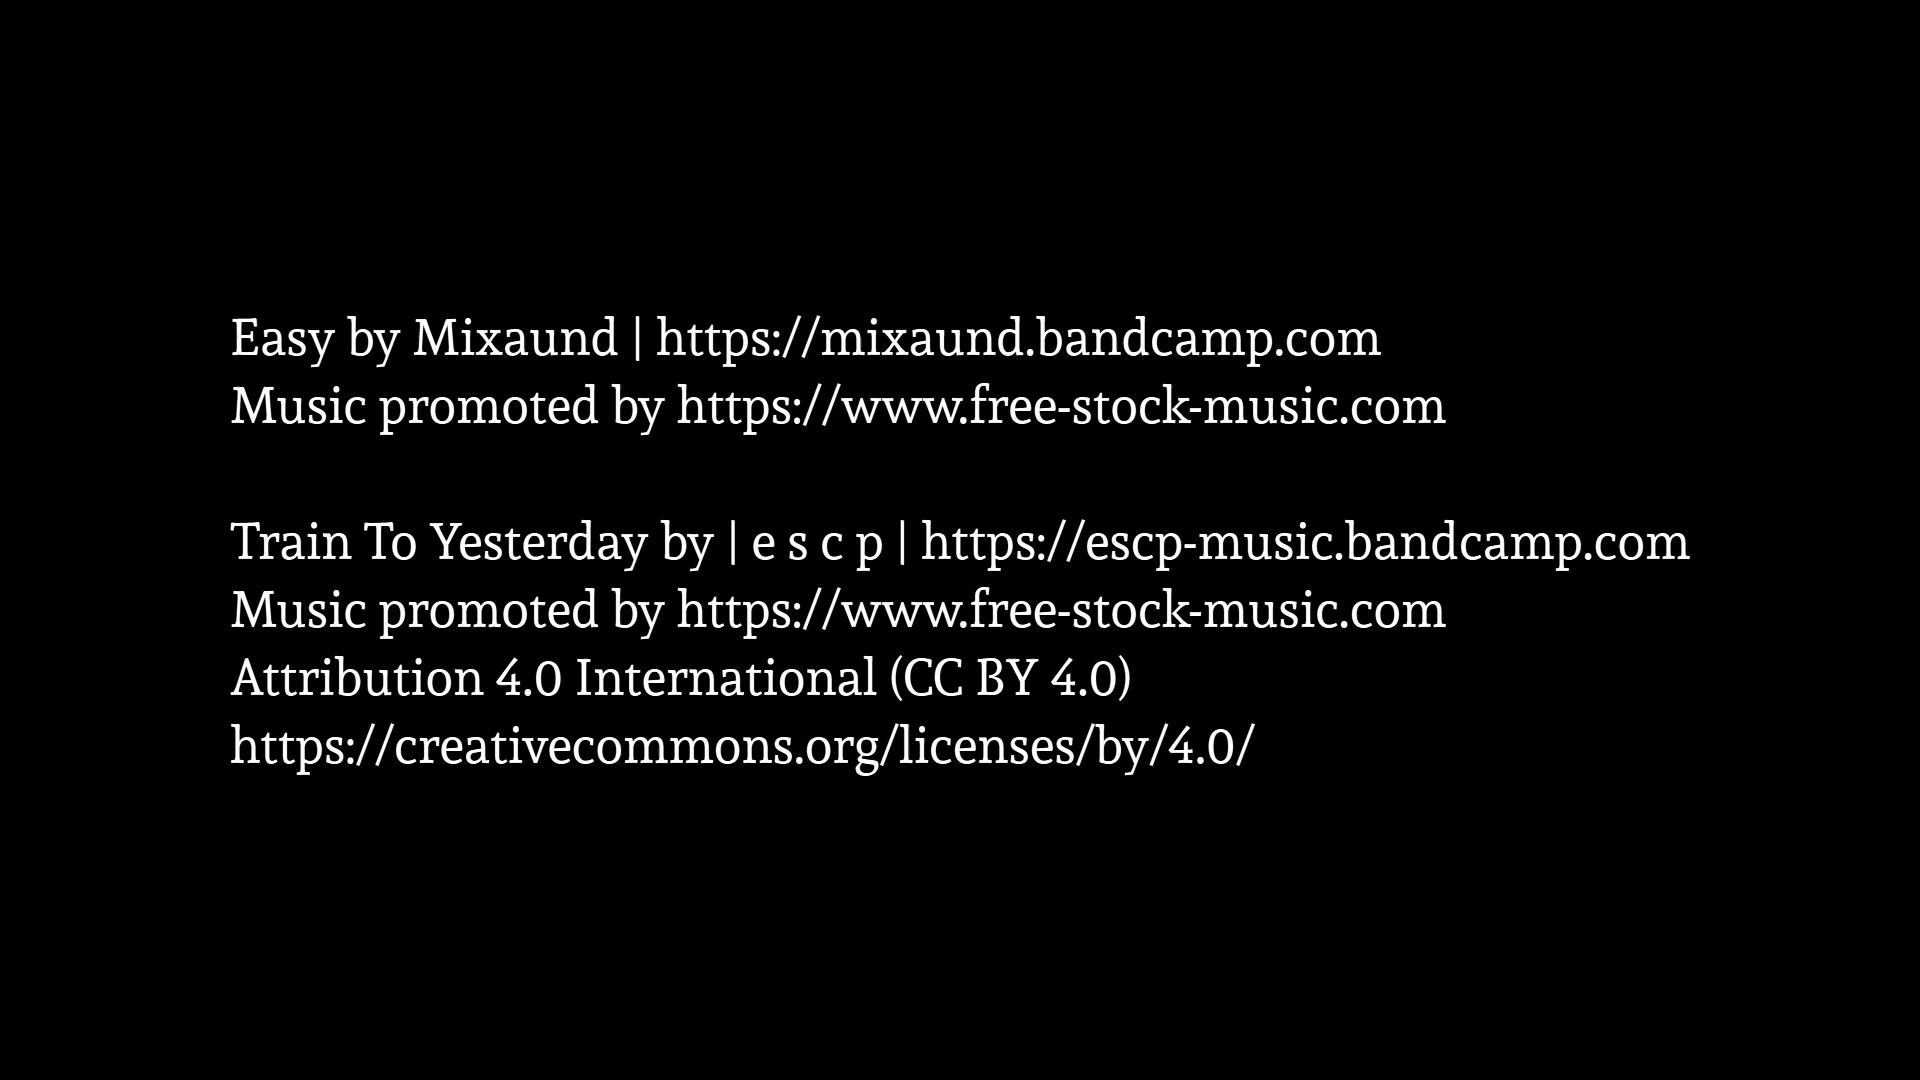 Easy by Mixaund | https://mixaund.bandcamp.com
Music promoted by https://www.free-stock-music.com
Train To Yesterday by | e s c p | https://escp-music.bandcamp.com
Music promoted by https://www.free-stock-music.com
Attribution 4.0 International (CC BY 4.0)
https://creativecommons.org/licenses/by/4.0/